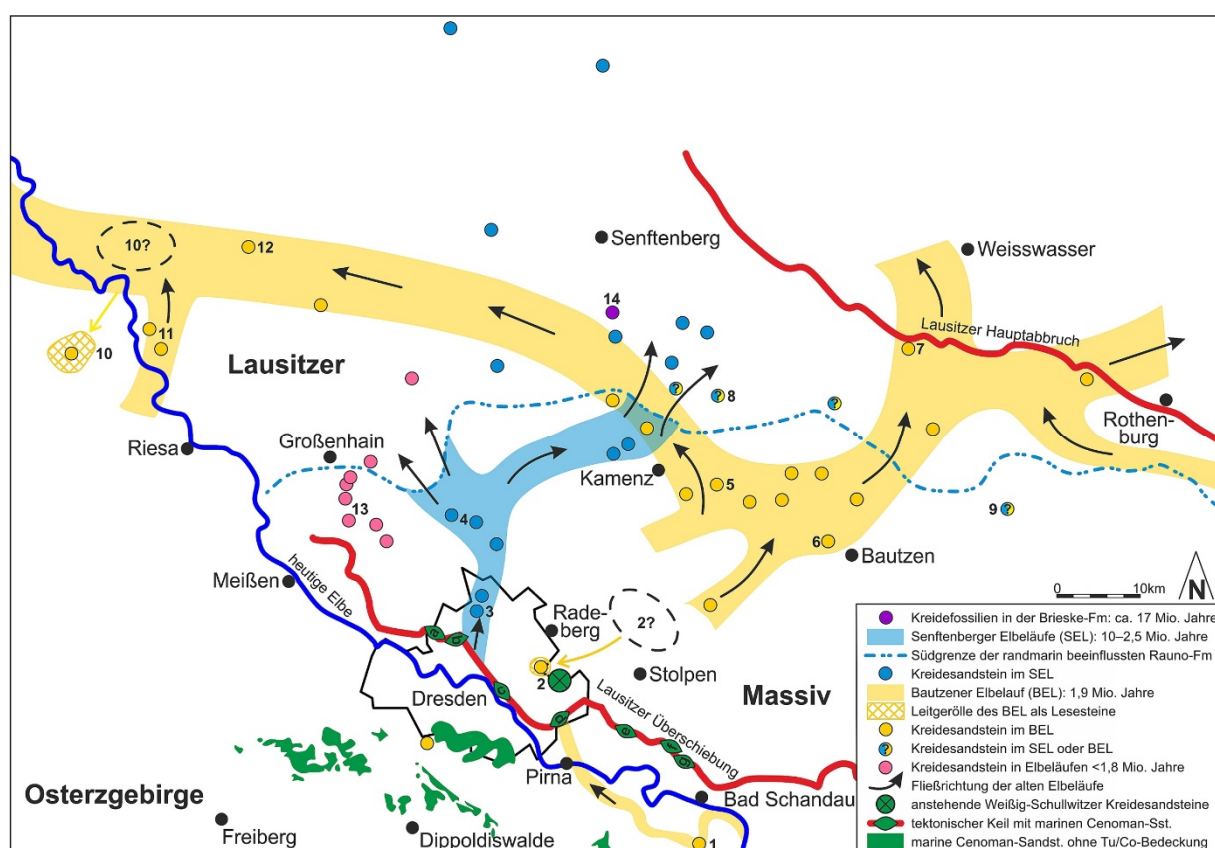 Senftenberg
Weisswasser
10?
12
14
11
10
Lausitzer Hauptabbruch
7
Lausitzer
8
Rothen-
burg
Riesa
Großenhain
Kamenz
5
13
4
9
6
Bautzen
Meißen
heutige Elbe
10km
N
3
Rade-
berg
2?
2
Stolpen
Dresden
Massiv
Lausitzer Überschiebung
Pirna
Bad Schandau
Osterzgebirge
Freiberg
Dippoldiswalde
1
Kreidefossilien in der Brieske-Fm: ca. 17 Mio. Jahre
Senftenberger Elbeläufe (SEL): 10–2,5 Mio. Jahre
Südgrenze der randmarin beeinflussten Rauno-Fm
Kreidesandstein im SEL
Bautzener Elbelauf (BEL): 1,9 Mio. Jahre
Leitgerölle des BEL als Lesesteine
Kreidesandstein im BEL
? Kreidesandstein im SEL oder BEL
Kreidesandstein in Elbeläufen <1,8 Mio. Jahre
Fließrichtung der alten Elbeläufe
anstehende Weißig-Schullwitzer Kreidesandsteine
tektonischer Keil mit marinen Cenoman-Sst.
marine Cenoman-Sandst. ohne Tu/Co-Bedeckung